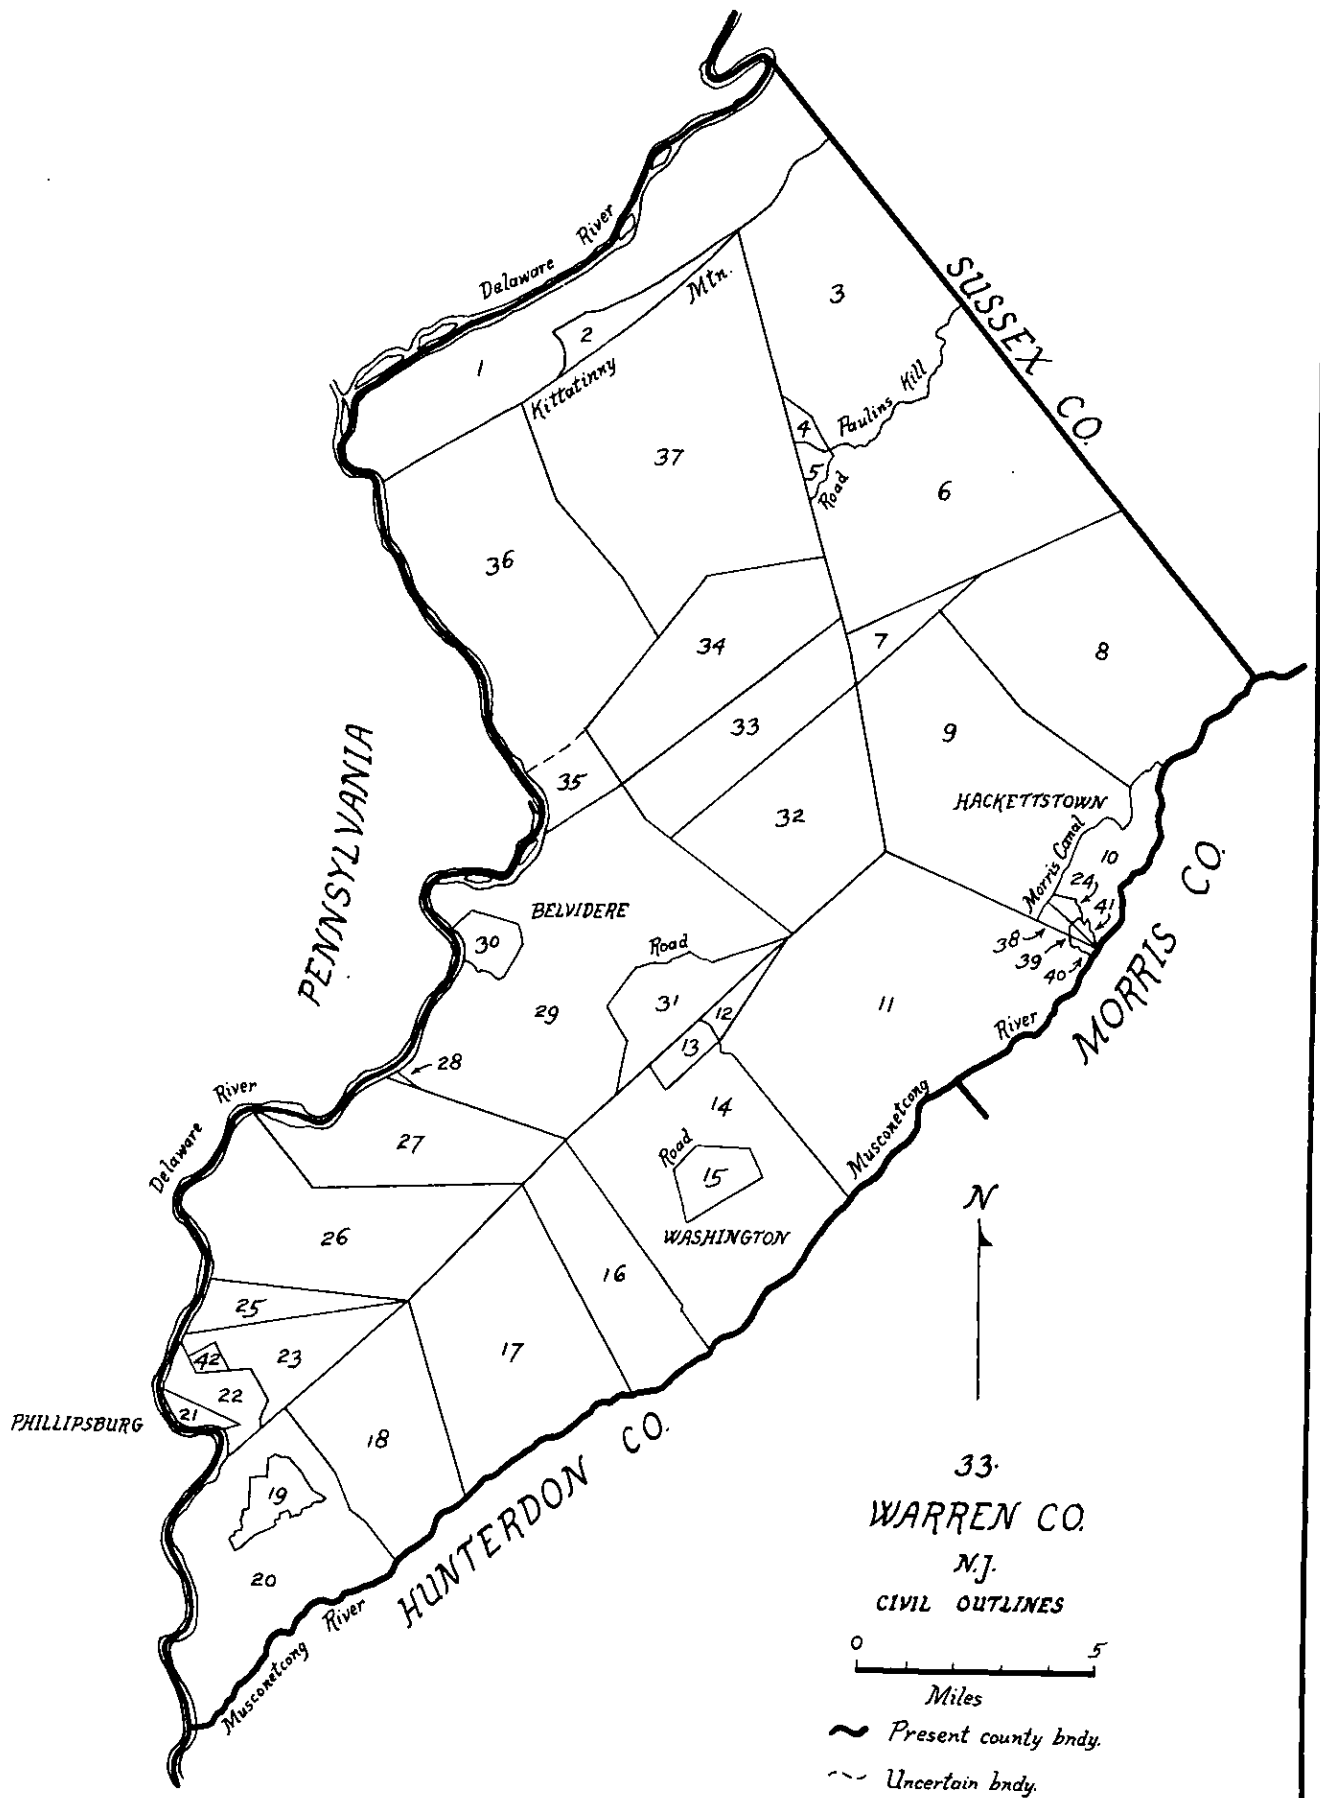 Delaware River
SUSSEX CO.
3
Mtn.
2
1
Kittatinny
Paulins Kill
4
37
5
Road
6
36
34
7
8
33
9
35
32
HACKETTSTOWN
PENNSYLVANIA
Morris Canal
10
24
41
38
39
40
MORRIS CO.
BELVIDERE
30
Road
31
12
11
29
13
River
28
14
Musconetcong
Delaware River
27
Road
15
WASHINGTON
N
26
16
25
42
23
17
22
21
PHILLIPSBURG
18
19
HUNTERDON CO.
20
Musconetcong River
33.
WARREN CO.
N.J.
CIVIL OUTLINES
0 5
Miles
Present county bndy.
Uncertain bndy.